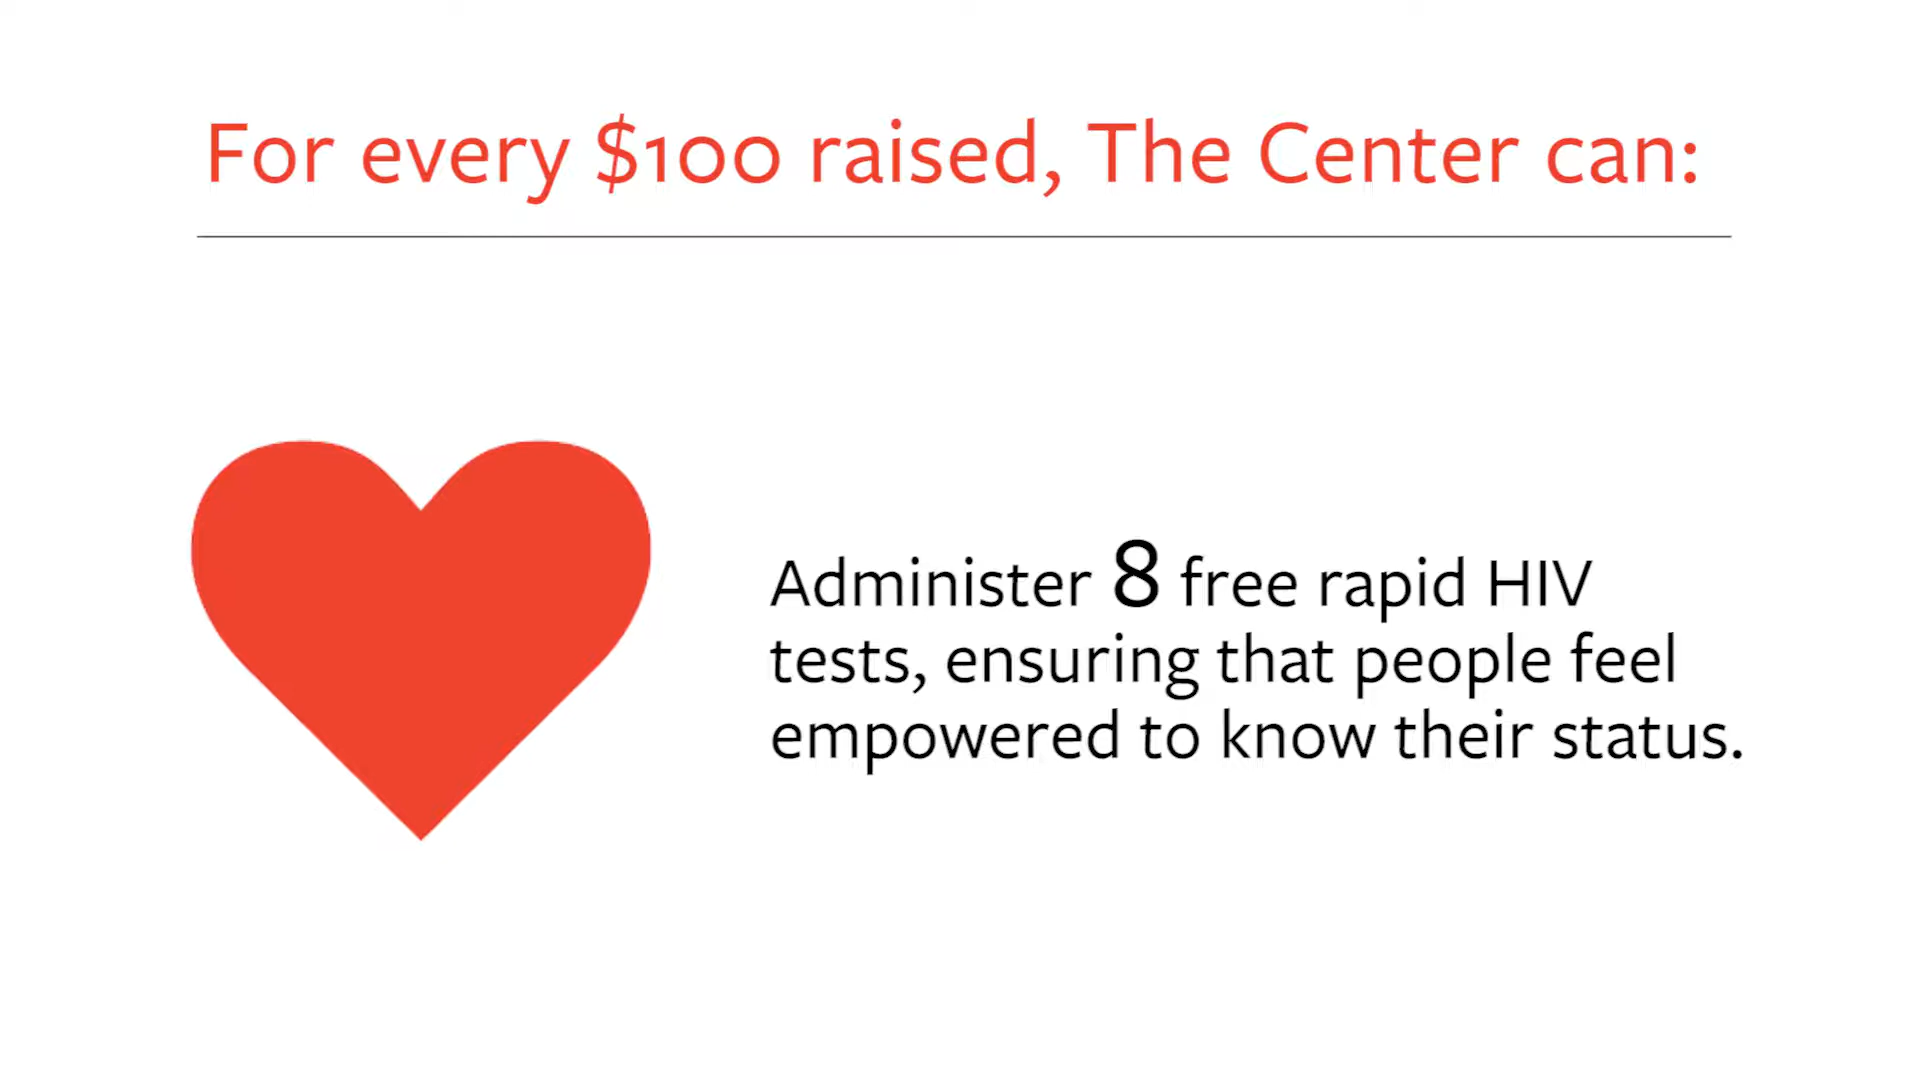 For every $100 raised, The Center can:
Administer 8 free rapid HIV
tests, ensuring that people feel
empowered to know their status.